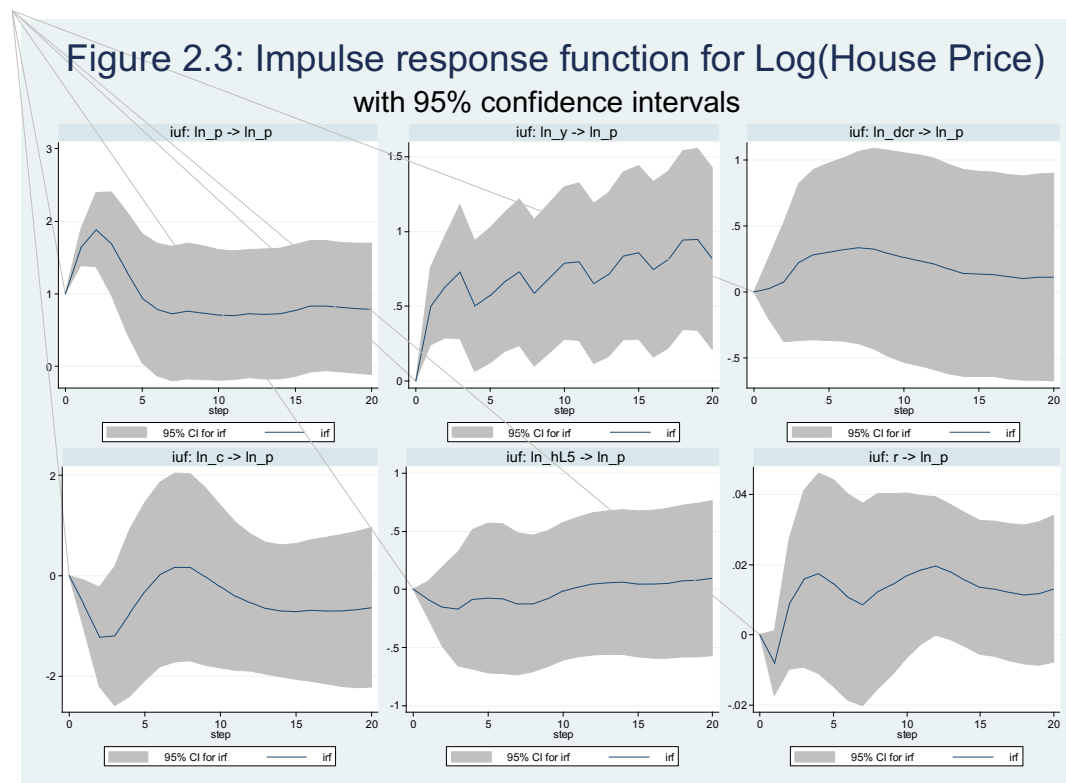 Figure 2.3: Impulse response function for Log(House Price)
with 95% confidence intervals
iuf: ln_p -> ln_p
3
2
1
0
0 5 10 15 20
step
95% CI for irf irf
iuf: ln_y -> ln_p
1.5
1
.5
0
0 5 10 15 20
step
95% CI for irf irf
iuf: ln_dcr -> ln_p
1
.5
0
-.5
0 5 10 15 20
step
95% CI for irf irf
iuf: ln_c -> ln_p
2
0
-2
0 5 10 15 20
step
95% CI for irf irf
iuf: ln_hL5 -> ln_p
1
.5
0
-.5
-1
0 5 10 15 20
step
95% CI for irf irf
iuf: r -> ln_p
.04
.02
0
-.02
0 5 10 15 20
step
95% CI for irf irf